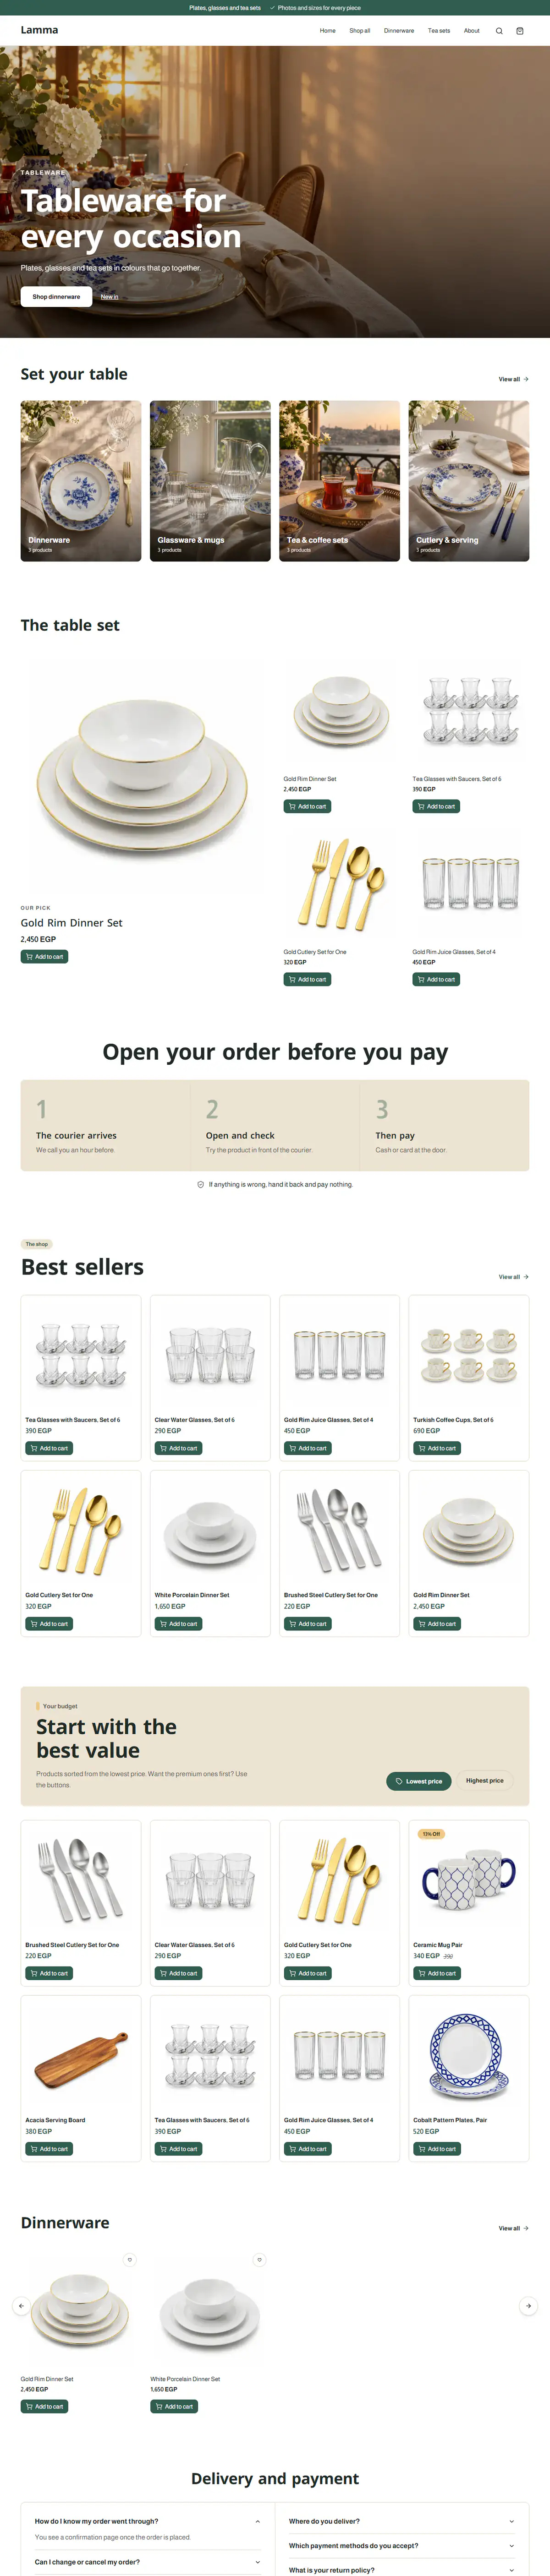 Plates, glasses and tea sets
Photos and sizes for every piece
Lamma
Home
Shop all
Dinnerware
Tea sets
About
TABLEWARE
Tableware for
every occasion
Plates, glasses and tea sets in colours that go together.
Shop dinnerware
New in
Set your table
View all
Dinnerware
3 products
Glassware & mugs
3 products
Tea & coffee sets
3 products
Cutlery & serving
3 products
The table set
OUR PICK
Gold Rim Dinner Set
2,450 EGP
Add to cart
Gold Rim Dinner Set
2,450 EGP
Add to cart
Tea Glasses with Saucers, Set of 6
390 EGP
Add to cart
Gold Cutlery Set for One
320 EGP
Add to cart
Gold Rim Juice Glasses, Set of 4
450 EGP
Add to cart
Open your order before you pay
1
The courier arrives
We call you an hour before.
2
Open and check
Try the product in front of the courier.
3
Then pay
Cash or card at the door.
If anything is wrong, hand it back and pay nothing.
The shop
Best sellers
View all
Tea Glasses with Saucers, Set of 6
390 EGP
Add to cart
Clear Water Glasses, Set of 6
290 EGP
Add to cart
Gold Rim Juice Glasses, Set of 4
450 EGP
Add to cart
Turkish Coffee Cups, Set of 6
690 EGP
Add to cart
Gold Cutlery Set for One
320 EGP
Add to cart
White Porcelain Dinner Set
1,650 EGP
Add to cart
Brushed Steel Cutlery Set for One
220 EGP
Add to cart
Gold Rim Dinner Set
2,450 EGP
Add to cart
Your budget
Start with the
best value
Products sorted from the lowest price. Want the premium ones first? Use
the buttons.
Lowest price
Highest price
Brushed Steel Cutlery Set for One
220 EGP
Add to cart
Clear Water Glasses, Set of 6
290 EGP
Add to cart
Gold Cutlery Set for One
320 EGP
Add to cart
13% Off
Ceramic Mug Pair
340 EGP 390
Add to cart
Acacia Serving Board
380 EGP
Add to cart
Tea Glasses with Saucers, Set of 6
390 EGP
Add to cart
Gold Rim Juice Glasses, Set of 4
450 EGP
Add to cart
Cobalt Pattern Plates, Pair
520 EGP
Add to cart
Dinnerware
View all
Gold Rim Dinner Set
2,450 EGP
Add to cart
White Porcelain Dinner Set
1,650 EGP
Add to cart
Delivery and payment
How do I know my order went through?
You see a confirmation page once the order is placed.
Can I change or cancel my order?
Where do you deliver?
Which payment methods do you accept?
What is your return policy?